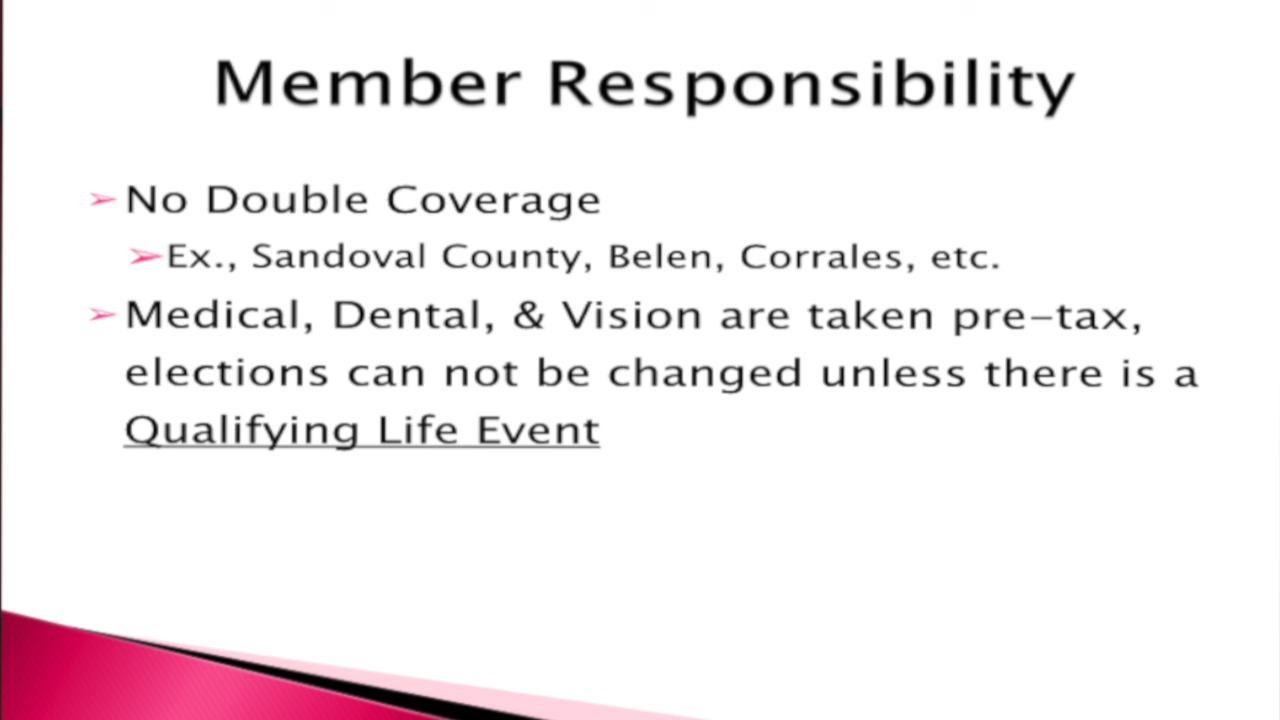 Member Responsibility
➢ No Double Coverage
➢ Ex., Sandoval County, Belen, Corrales, etc.
➢ Medical, Dental, & Vision are taken pre-tax,
elections can not be changed unless there is a
Qualifying Life Event